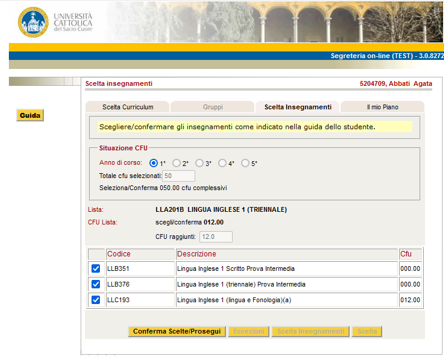 UNIVERSITÀ
CATTOLICA
del Sacro Cuore
Segreteria on-line (TEST) - 3.0.8272
Scelta insegnamenti 5204709, Abbati Agata
Guida
Scelta Curriculum Gruppi Scelta Insegnamenti Il mio Piano
Scegliere/confermare gli insegnamenti come indicato nella guida dello studente.
Situazione CFU
Anno di corso: 1° 2° 3° 4° 5°
Totale cfu selezionati: 50
Seleziona/Conferma 050.00 cfu complessivi
Lista: LLA201B LINGUA INGLESE 1 (TRIENNALE)
CFU Lista: scegli/conferma 012.00
CFU raggiunti: 12.0
Codice Descrizione Cfu
LLB351 Lingua Inglese 1 Scritto Prova Intermedia 000.00
LLB376 Lingua Inglese 1 (triennale) Prova Intermedia 000.00
LLC193 Lingua Inglese 1 (lingua e Fonologia)(a) 012.00
Conferma Scelte/Prosegui Eccezioni Scelta Insegnamenti Scelta